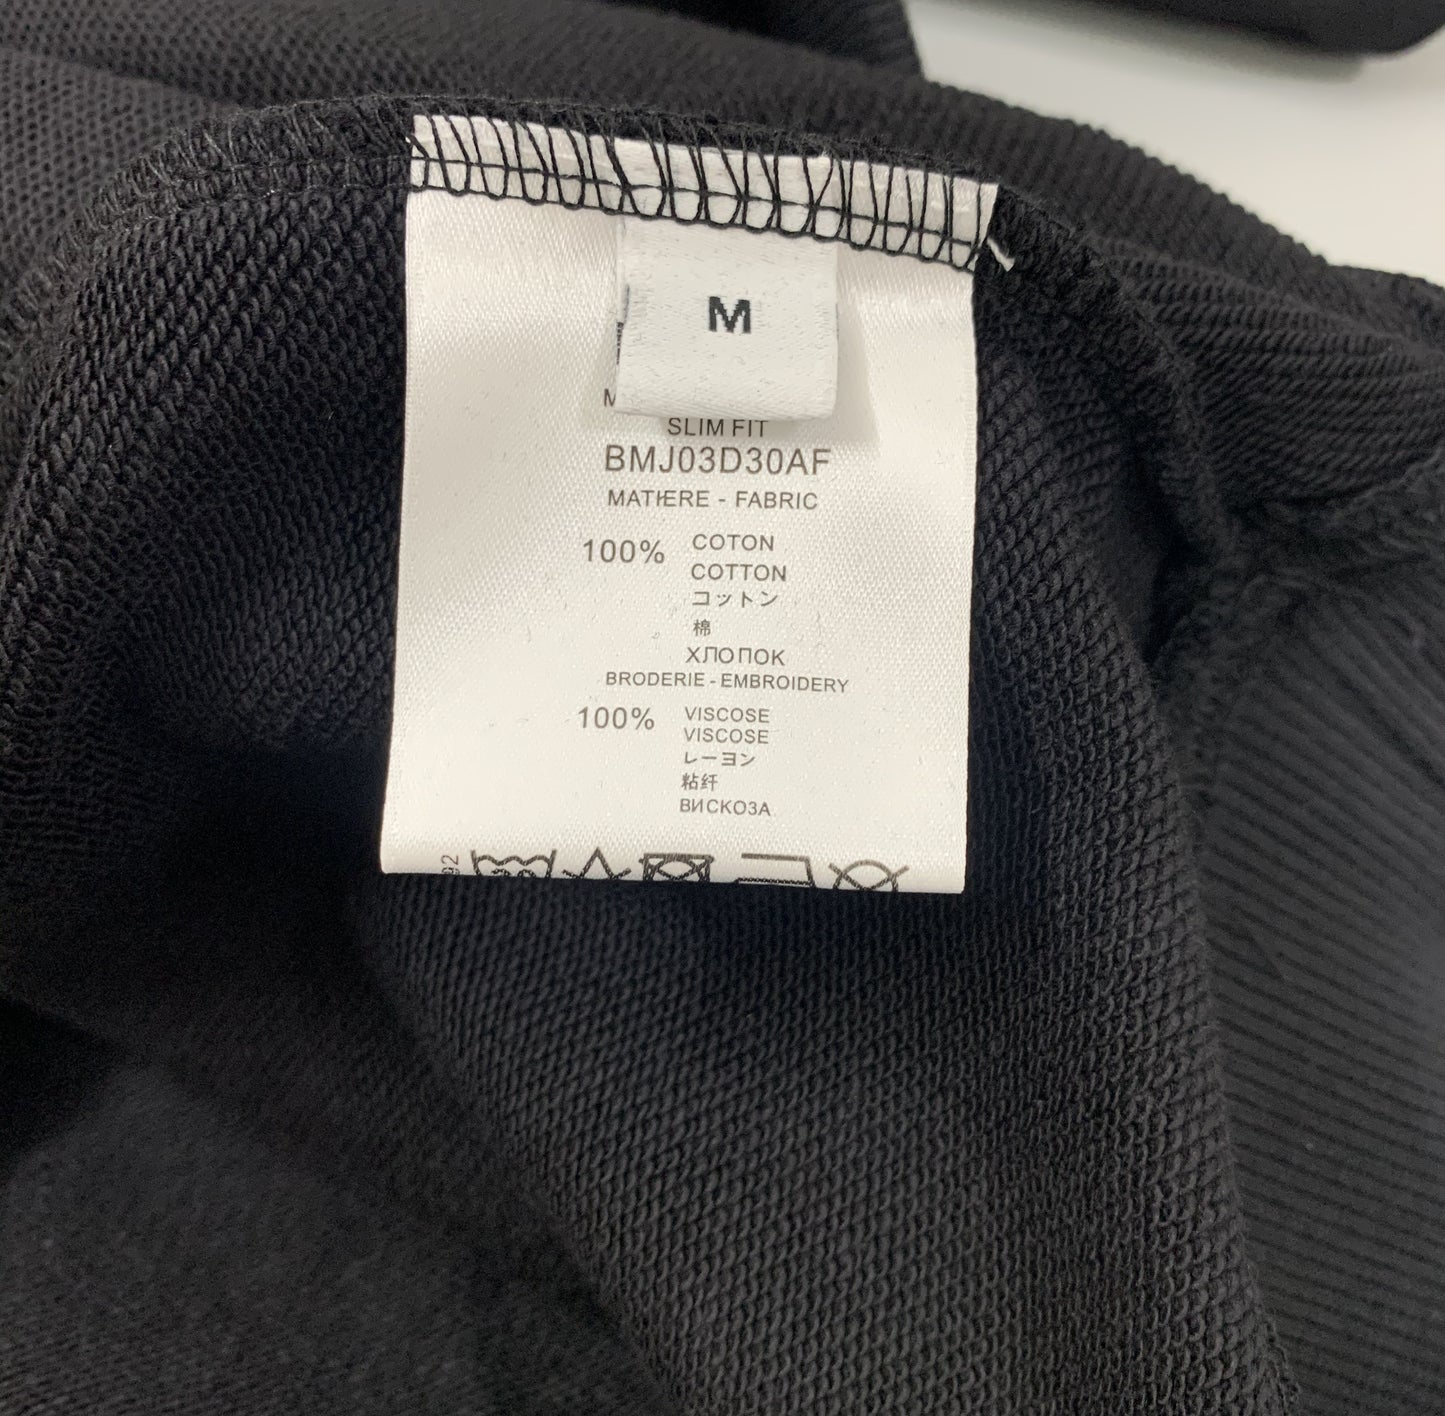 M
SLIM FIT
BMJ03D30AF
MATIERE - FABRIC
100% COTON
COTTON
コットン
棉
ХЛОПОК
BRODERIE - EMBROIDERY
100% VISCOSE
VISCOSE
レーヨン
粘纤
ВИСКОЗА